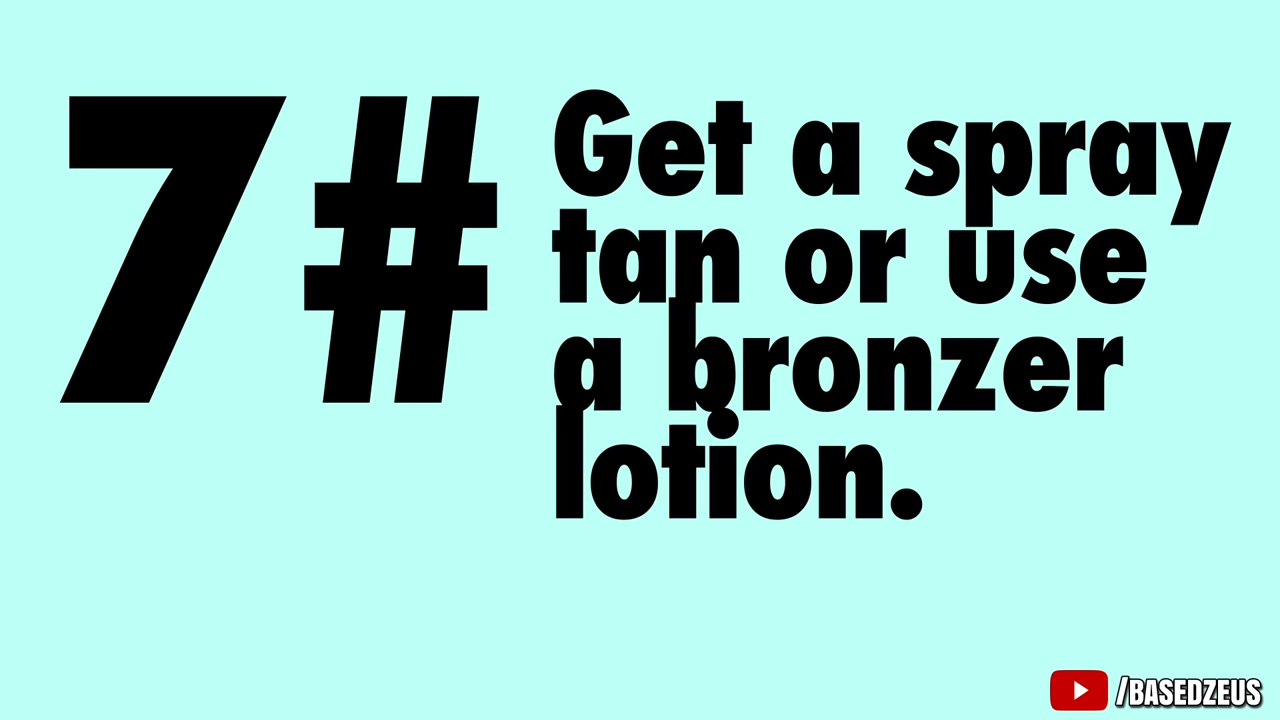 7#
Get a spray
tan or use
a bronzer
lotion.
/BASEDZEUS